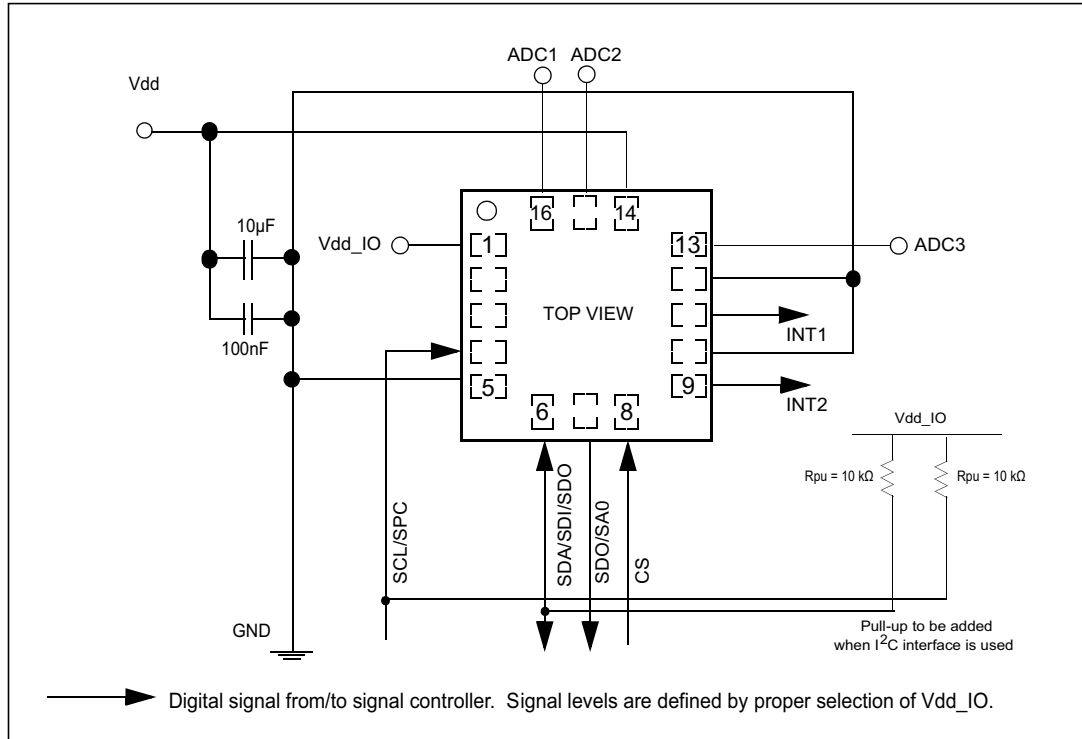 ADC1 ADC2
Vdd
16
14
10µF
Vdd_IO
1
13
ADC3
TOP VIEW
INT1
100nF
5
9
INT2
6
8
Vdd_IO
Rpu = 10 kΩ
Rpu = 10 kΩ
SCL/SPC
SDA/SDI/SDO
SDO/SA0
CS
GND
Pull-up to be added
when I2C interface is used
Digital signal from/to signal controller. Signal levels are defined by proper selection of Vdd_IO.